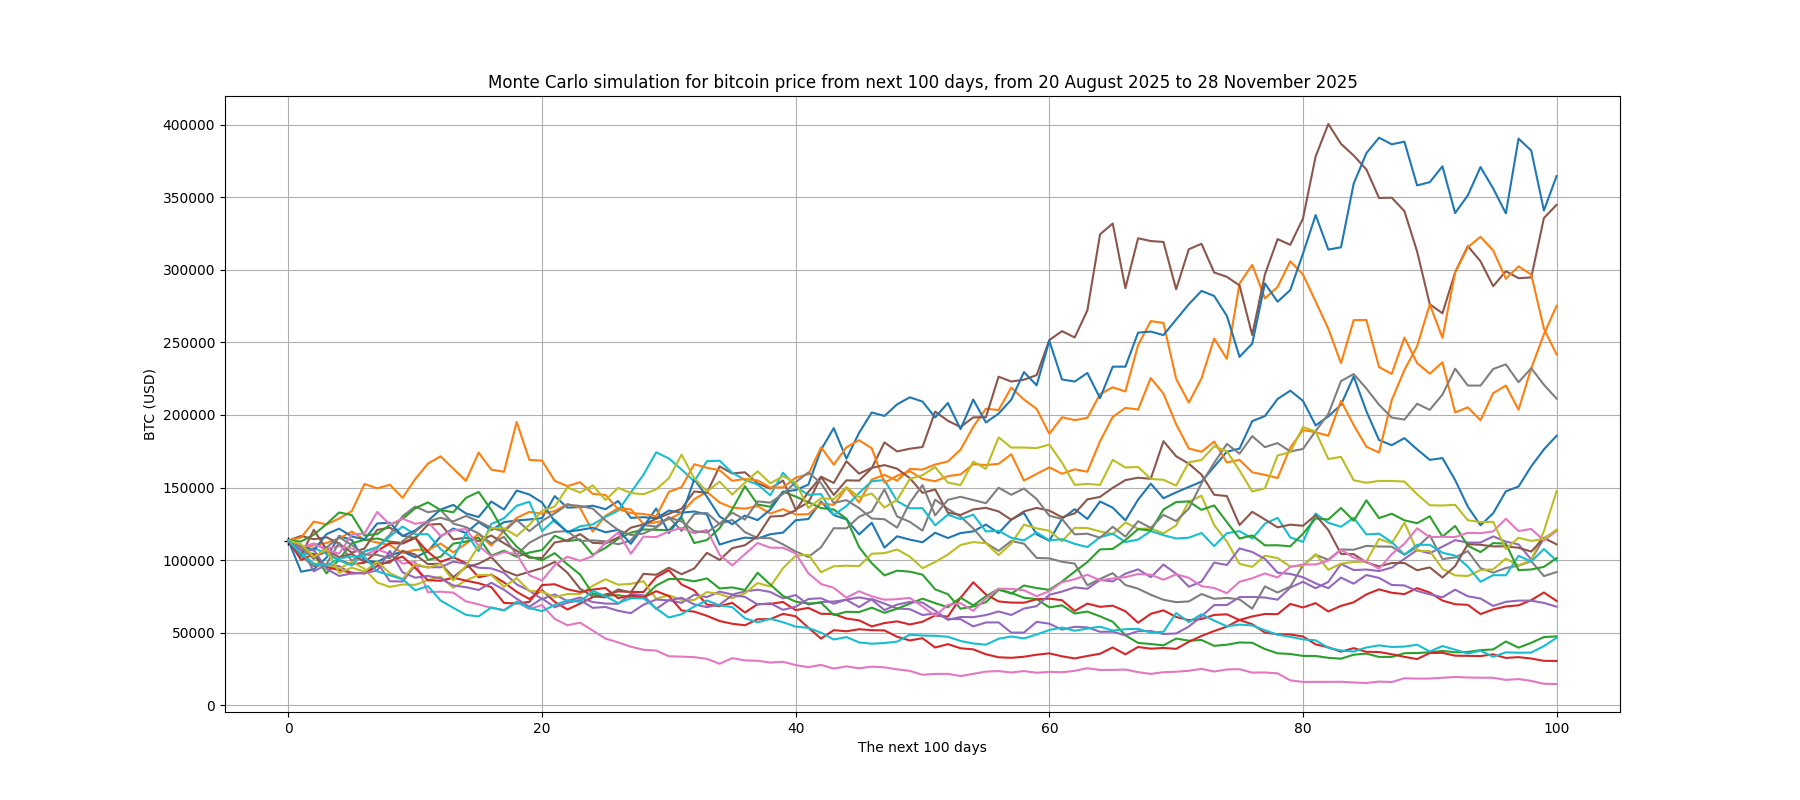 Monte Carlo simulation for bitcoin price from next 100 days, from 20 August 2025 to 28 November 2025
400000
350000
300000
250000
200000
150000
100000
50000
0
BTC (USD)
0 20 40 60 80 100
The next 100 days